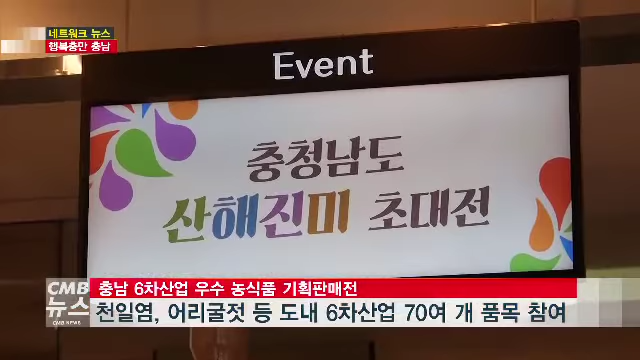 네트워크 뉴스
행복충만 충남
Event
충청남도
산해진미 초대전
CMB
뉴스
CMB NEWS
충남 6차산업 우수 농식품 기획판매전
천일염, 어리굴젓 등 도내 6차산업 70여 개 품목 참여